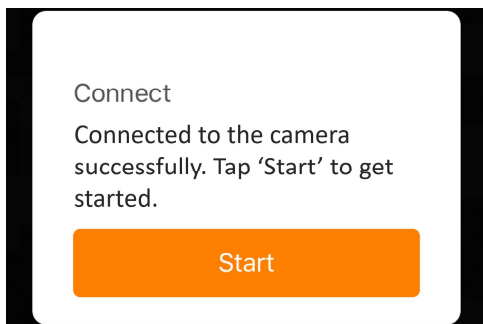 Connect
Connected to the camera
successfully. Tap ‘Start’ to get
started.
Start